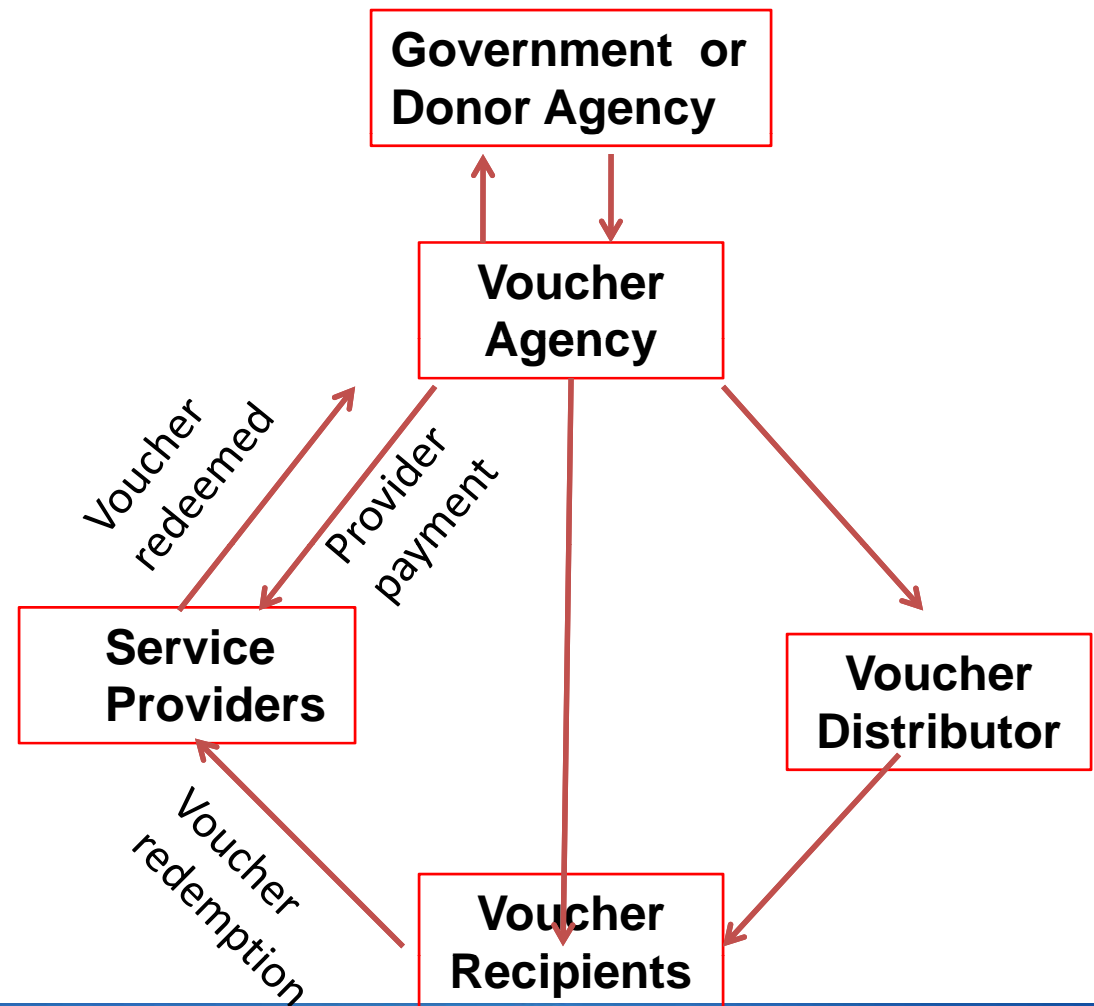 Government or
Donor Agency
Voucher
Agency
Voucher
redeemed
Provider
payment
Service
Providers
Voucher
Distributor
Voucher
redemption
Voucher
Recipients